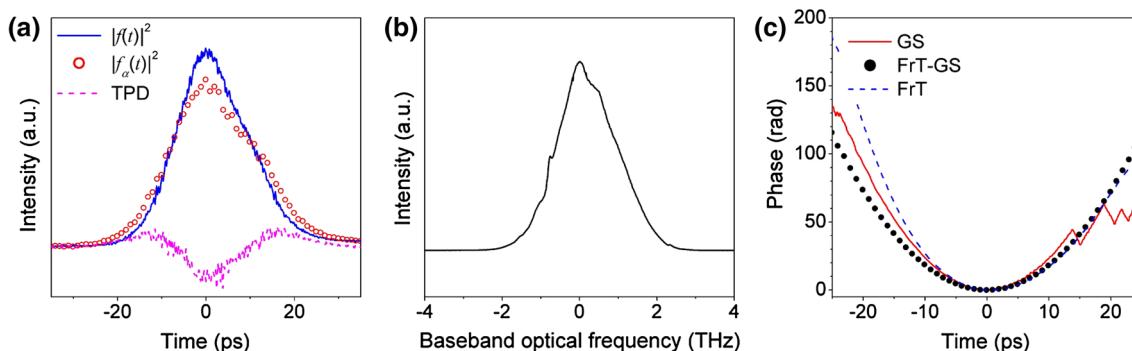 (a)
|f(t)|²
|fα(t)|²
TPD
Intensity (a.u.)
-20 0 20
Time (ps)
(b)
Intensity (a.u.)
-4 -2 0 2 4
Baseband optical frequency (THz)
(c)
GS
FrT-GS
FrT
Phase (rad)
200
150
100
50
0
-20 -10 0 10 20
Time (ps)